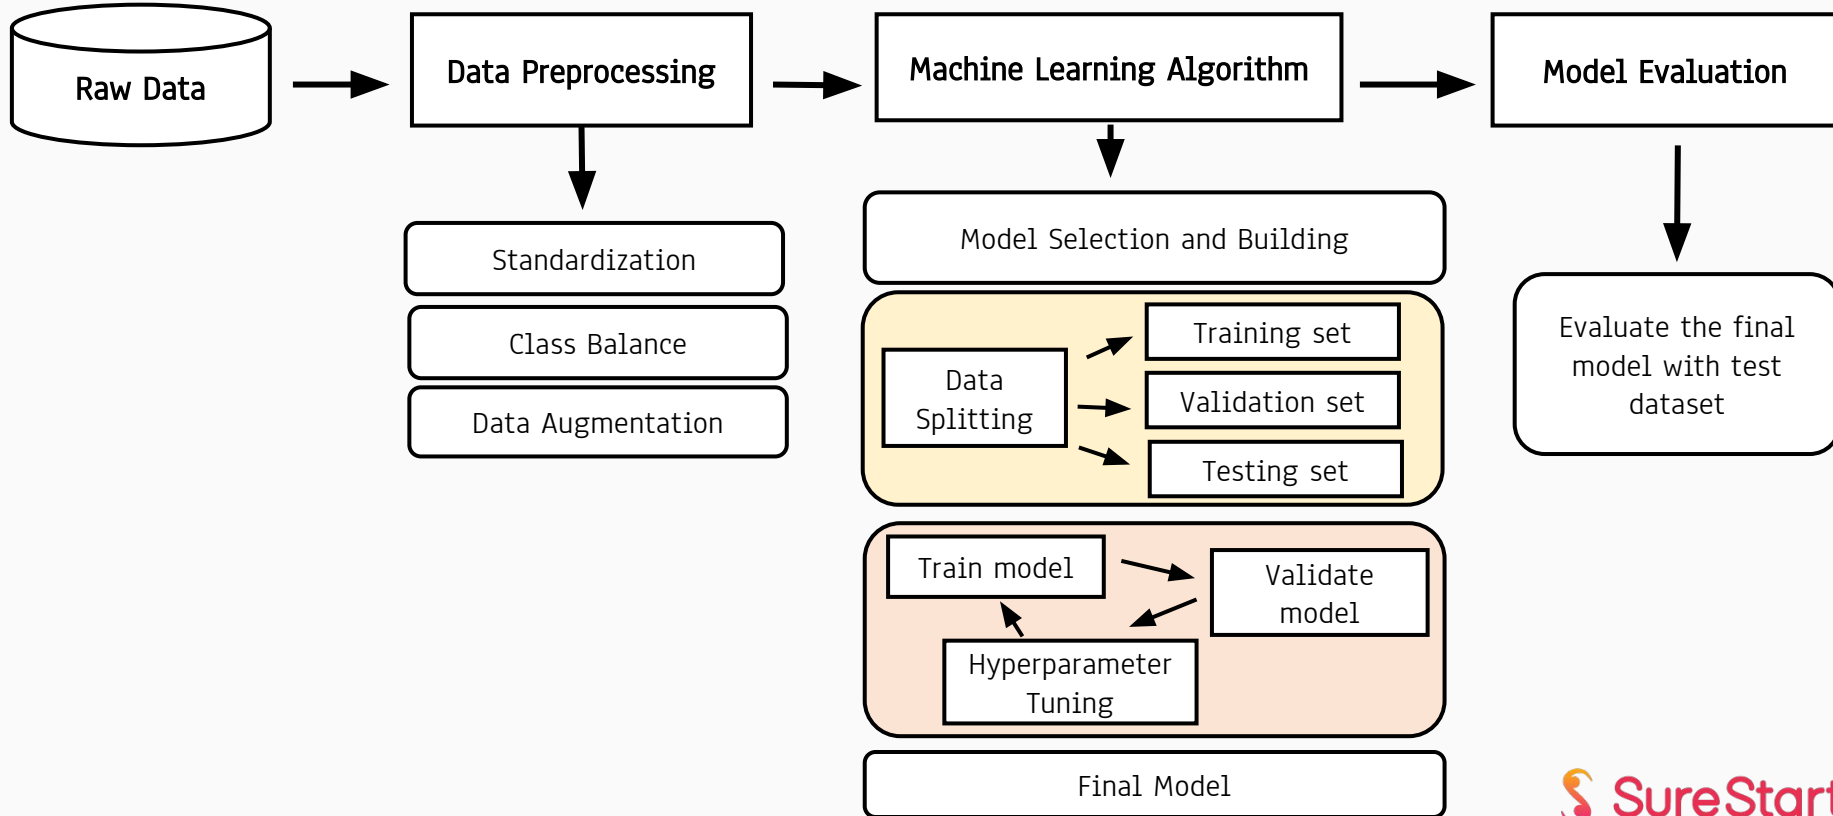 Raw Data
Data Preprocessing
Machine Learning Algorithm
Model Evaluation
Standardization
Class Balance
Data Augmentation
Model Selection and Building
Data
Splitting
Training set
Validation set
Testing set
Train model
Validate
model
Hyperparameter
Tuning
Final Model
Evaluate the final
model with test
dataset
SureStart